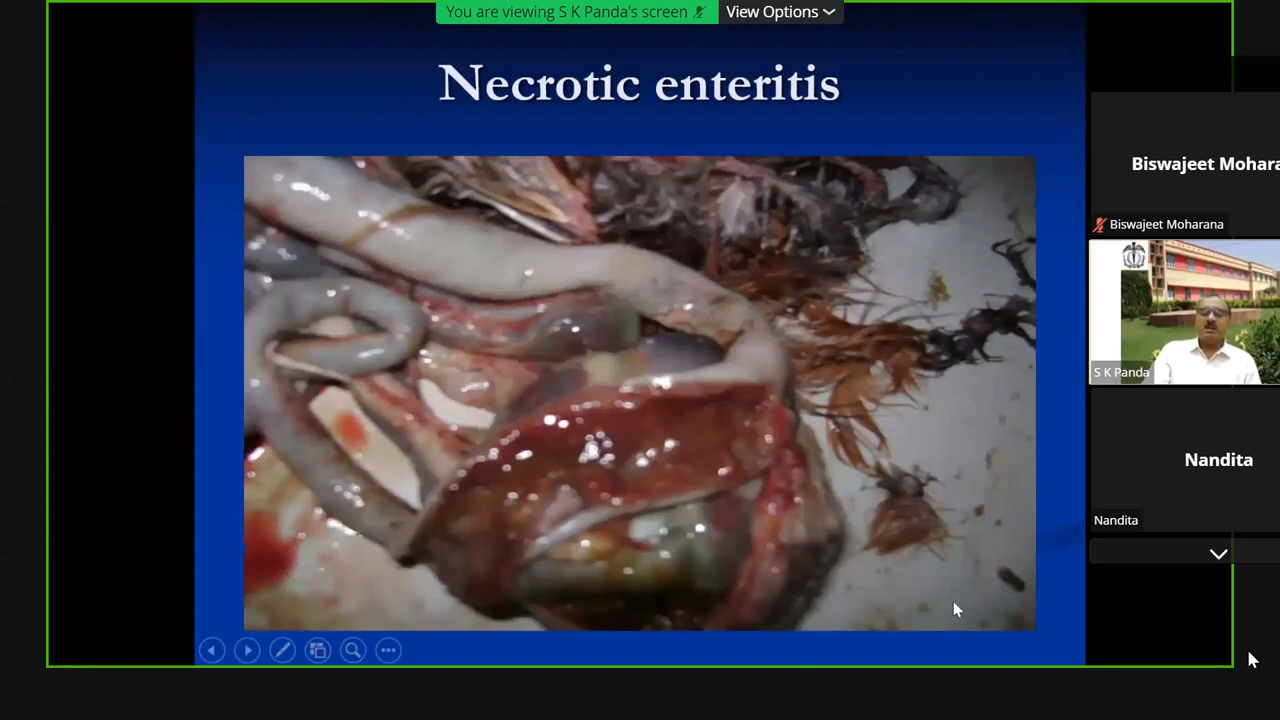 You are viewing S K Panda's screen
View Options
Necrotic enteritis
Biswajeet Mohara
Biswajeet Moharana
S K Panda
Nandita
Nandita